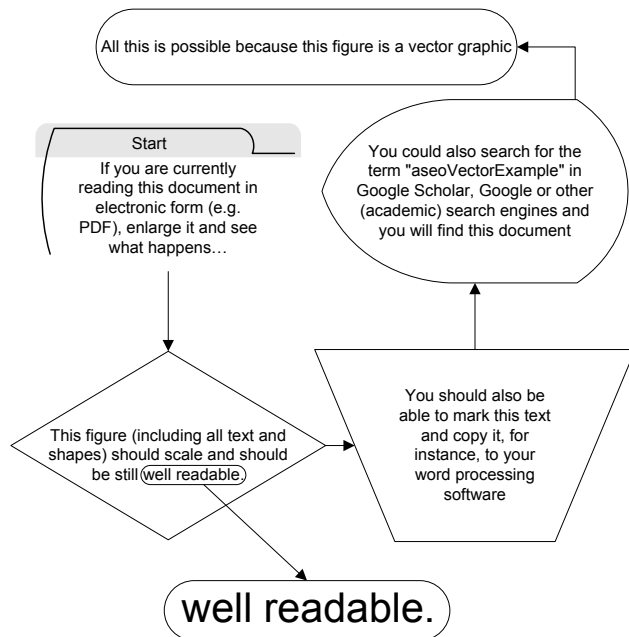 All this is possible because this figure is a vector graphic
Start
If you are currently
reading this document in
electronic form (e.g.
PDF), enlarge it and see
what happens…
This figure (including all text and
shapes) should scale and should
be still well readable.
well readable.
You should also be
able to mark this text
and copy it, for
instance, to your
word processing
software
You could also search for the
term "aseoVectorExample" in
Google Scholar, Google or other
(academic) search engines and
you will find this document